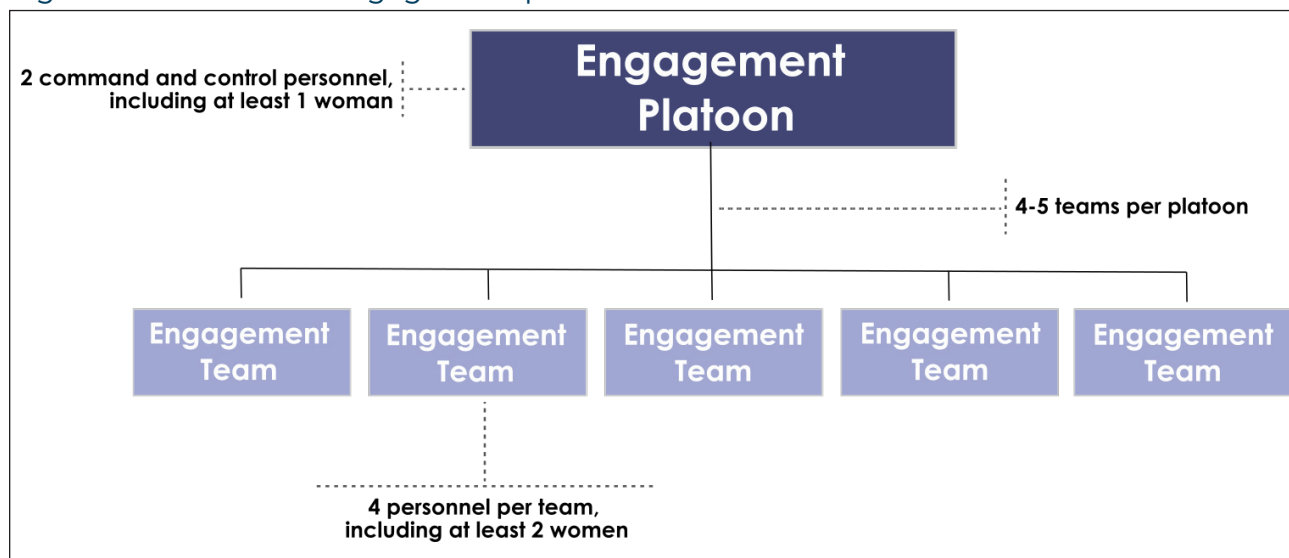 Engagement
Platoon
2 command and control personnel,
including at least 1 woman
4-5 teams per platoon
Engagement
Team
Engagement
Team
Engagement
Team
Engagement
Team
Engagement
Team
4 personnel per team,
including at least 2 women